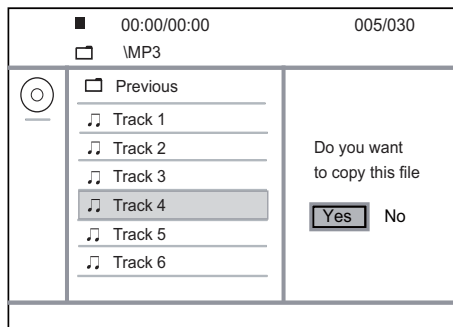 00:00/00:00 005/030
\MP3
Previous
Track 1
Track 2
Track 3
Track 4
Track 5
Track 6
Do you want
to copy this file
Yes No